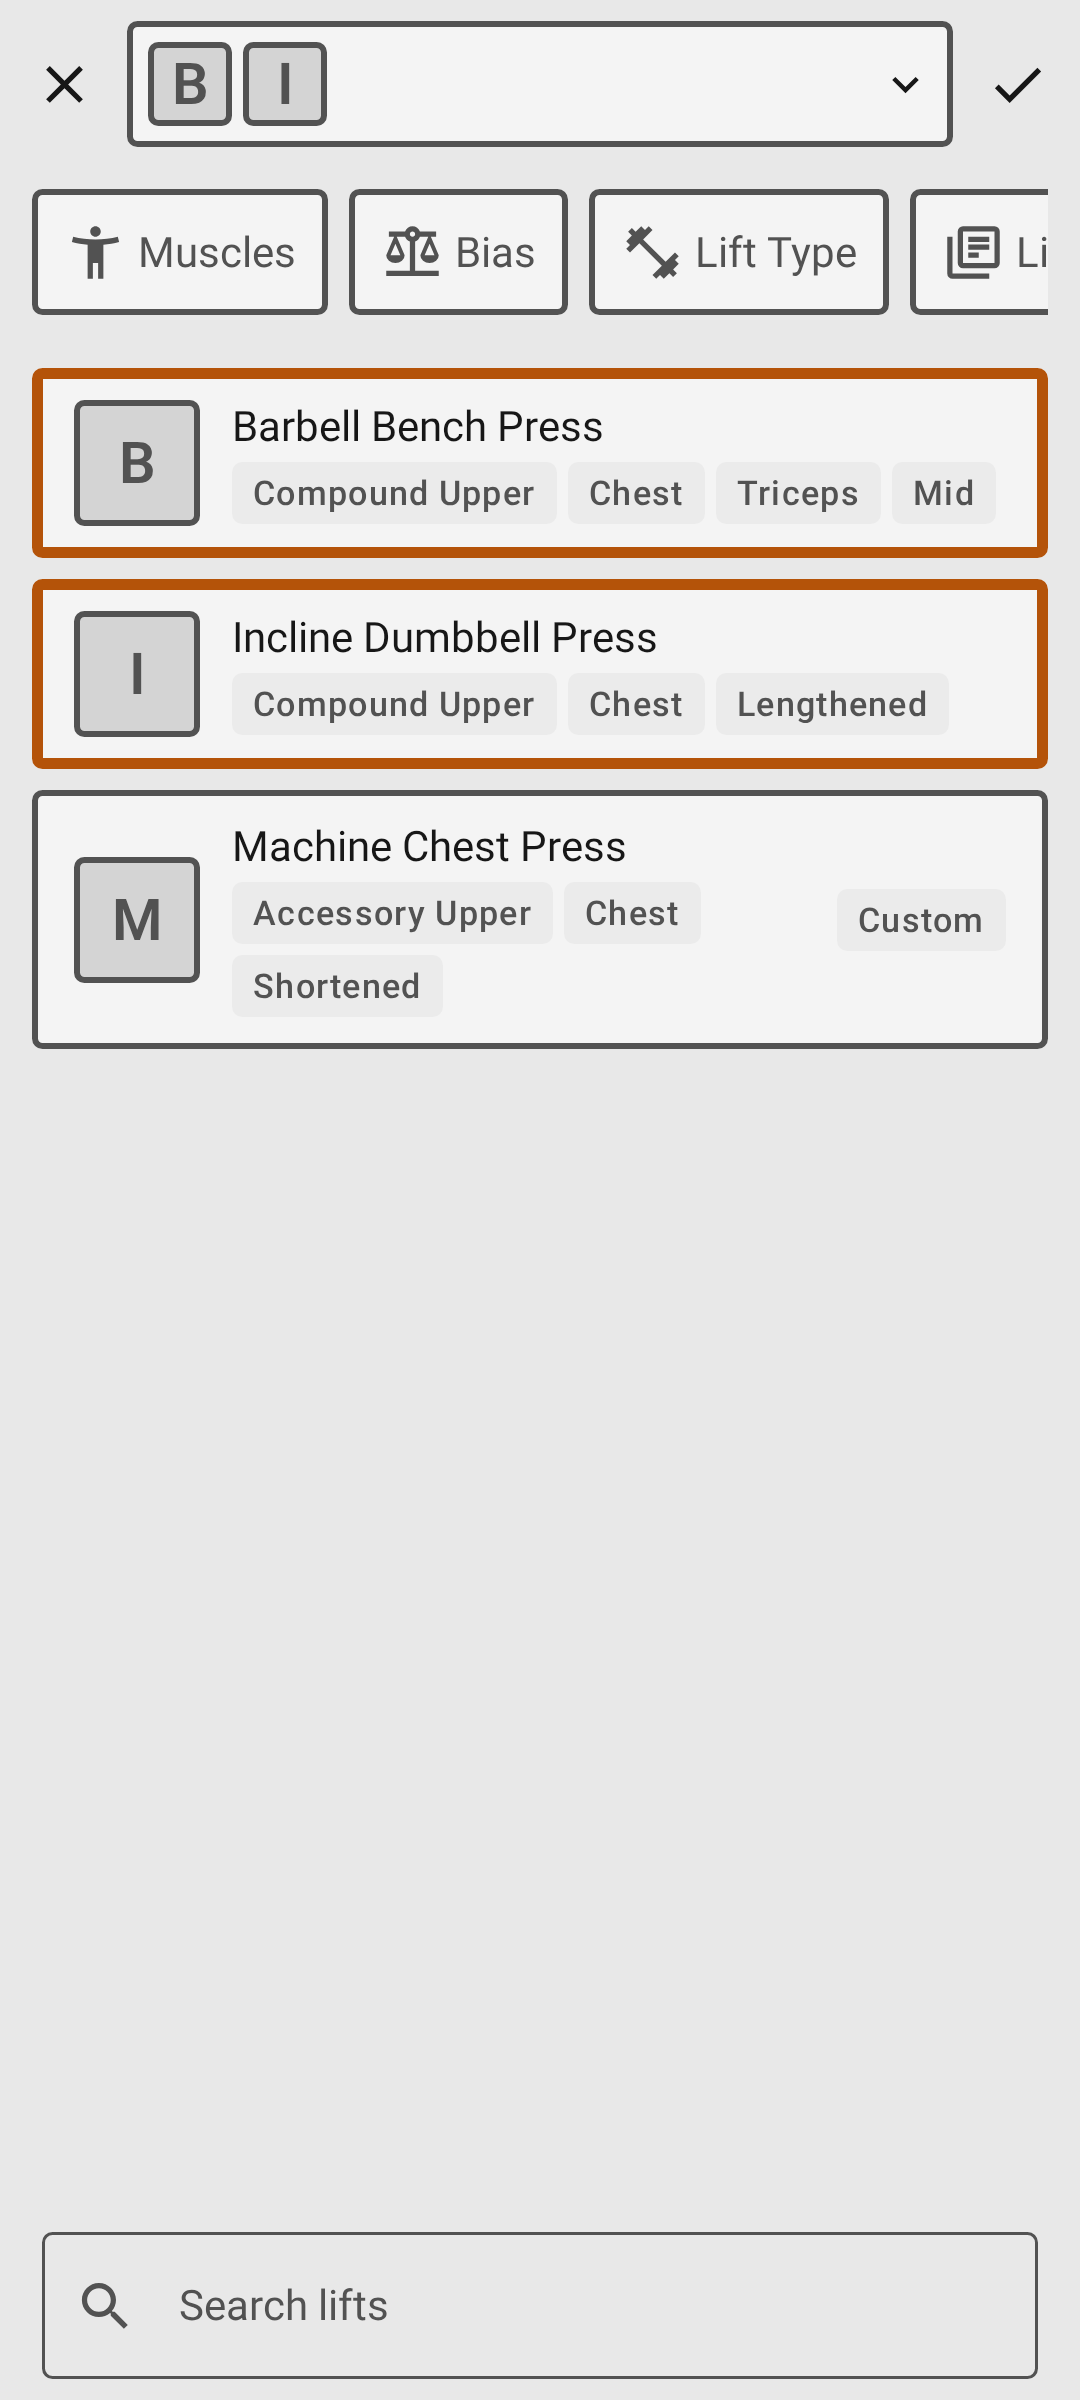 B I
Muscles Bias Lift Type Li
B
Barbell Bench Press
Compound Upper Chest Triceps Mid
I
Incline Dumbbell Press
Compound Upper Chest Lengthened
M
Machine Chest Press
Accessory Upper Chest
Shortened
Custom
Search lifts